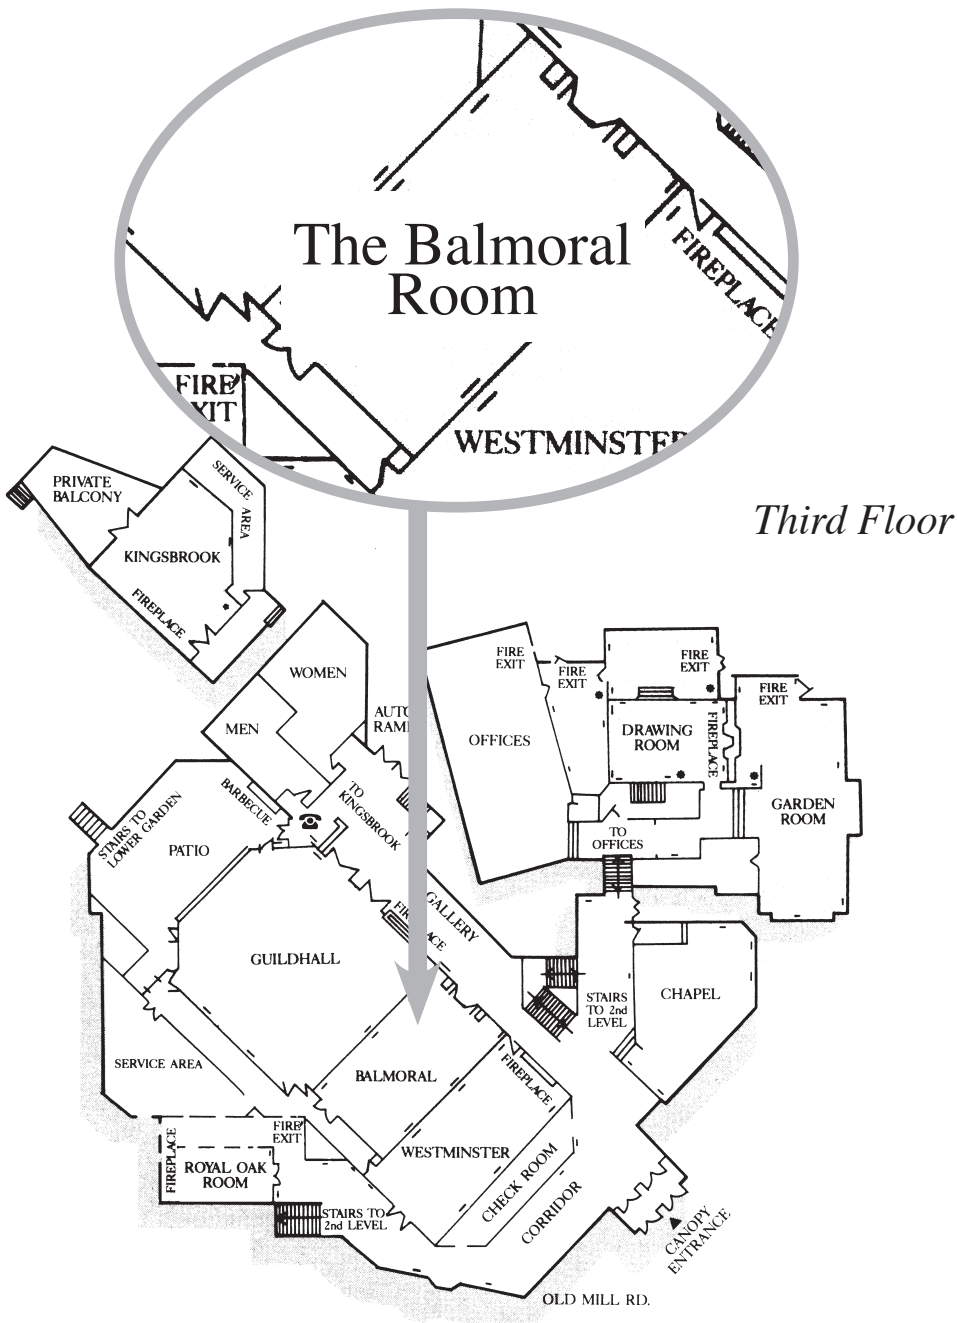 The Balmoral
Room
FIREPLACE
FIRE
WESTMINSTER
Third Floor
PRIVATE
BALCONY
SERVICE
AREA
KINGSBROOK
FIREPLACE
WOMEN
MEN
AUTO
BARBECUE
TO
KINGSBROOK
STAIRS TO
LOWER GARDEN
PATIO
GALLERY
GUILDHALL
SERVICE AREA
BALMORAL
FIREPLACE
WESTMINSTER
CHECK ROOM
CORRIDOR
FIRE
EXIT
FIREPLACE
ROYAL OAK
ROOM
STAIRS TO
2nd LEVEL
OFFICES
FIRE
EXIT
FIRE
EXIT
FIRE
EXIT
DRAWING
ROOM
FIREPLACE
FIRE
EXIT
GARDEN
ROOM
TO
OFFICES
STAIRS
TO 2nd
LEVEL
CHAPEL
CANOPY
ENTRANCE
OLD MILL RD.